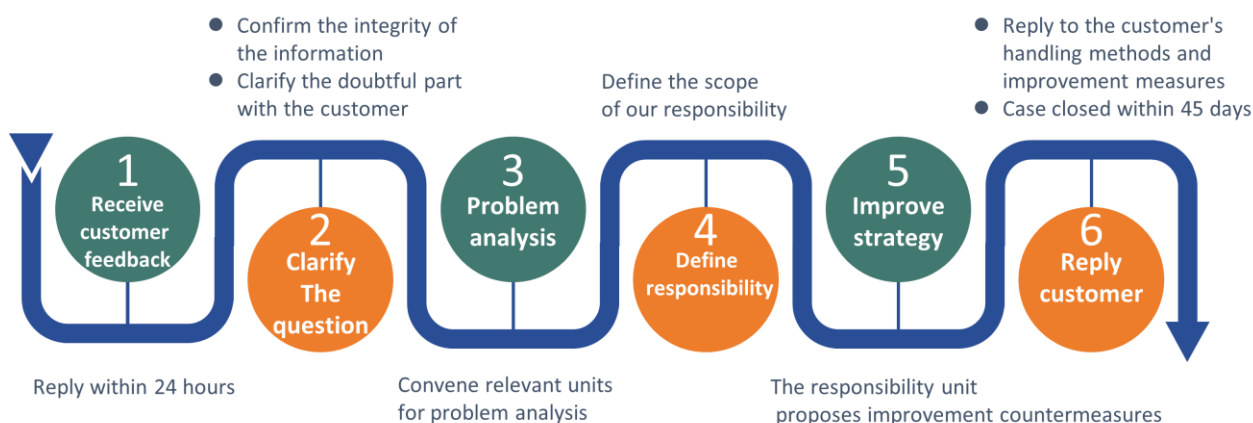 ● Confirm the integrity of
the information
● Clarify the doubtful part
with the customer
Define the scope
of our responsibility
● Reply to the customer's
handling methods and
improvement measures
● Case closed within 45 days
1
Receive
customer
feedback
2
Clarify
The
question
3
Problem
analysis
4
Define
responsibility
5
Improve
strategy
6
Reply
customer
Reply within 24 hours
Convene relevant units
for problem analysis
The responsibility unit
proposes improvement countermeasures